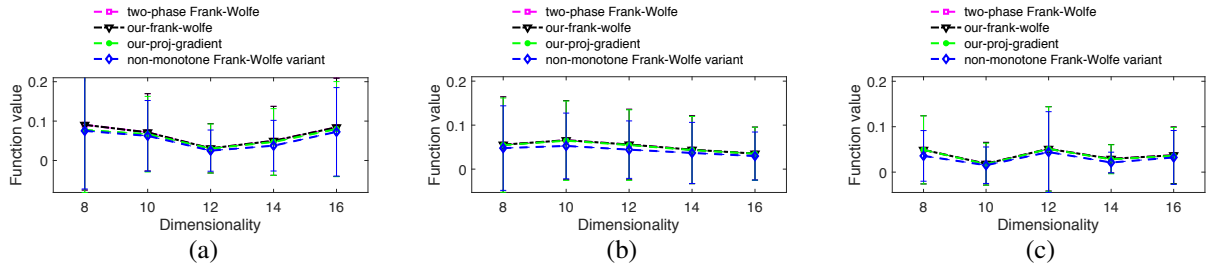 two-phase Frank-Wolfe
our-frank-wolfe
our-proj-gradient
non-monotone Frank-Wolfe variant
0.2
0.1
0
Function value
8 10 12 14 16
Dimensionality
(a)
two-phase Frank-Wolfe
our-frank-wolfe
our-proj-gradient
non-monotone Frank-Wolfe variant
0.2
0.1
0
Function value
8 10 12 14 16
Dimensionality
(b)
two-phase Frank-Wolfe
our-frank-wolfe
our-proj-gradient
non-monotone Frank-Wolfe variant
0.2
0.1
0
Function value
8 10 12 14 16
Dimensionality
(c)